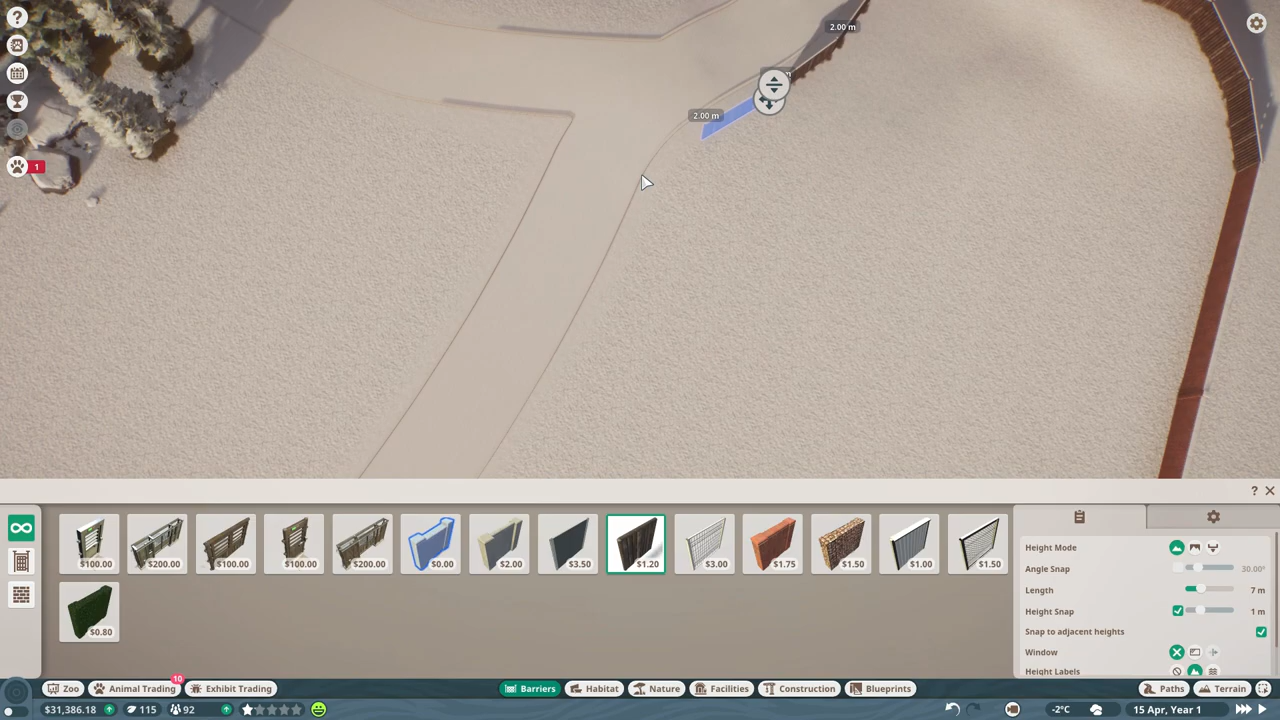 2.00 m
m
2.00 m
?
1
?
$100.00
$200.00
$100.00
$100.00
$200.00
$0.00
$2.00
$3.50
$1.20
$3.00
$1.75
$1.50
$1.00
$1.50
$0.80
Height Mode
Angle Snap 30.00°
Length 7 m
Height Snap 1 m
Snap to adjacent heights
Window
Height Labels
Zoo
Animal Trading
10
Exhibit Trading
Barriers
Habitat
Nature
Facilities
Construction
Blueprints
Paths
Terrain
$31,386.18
115
92
-2°C
15 Apr, Year 1